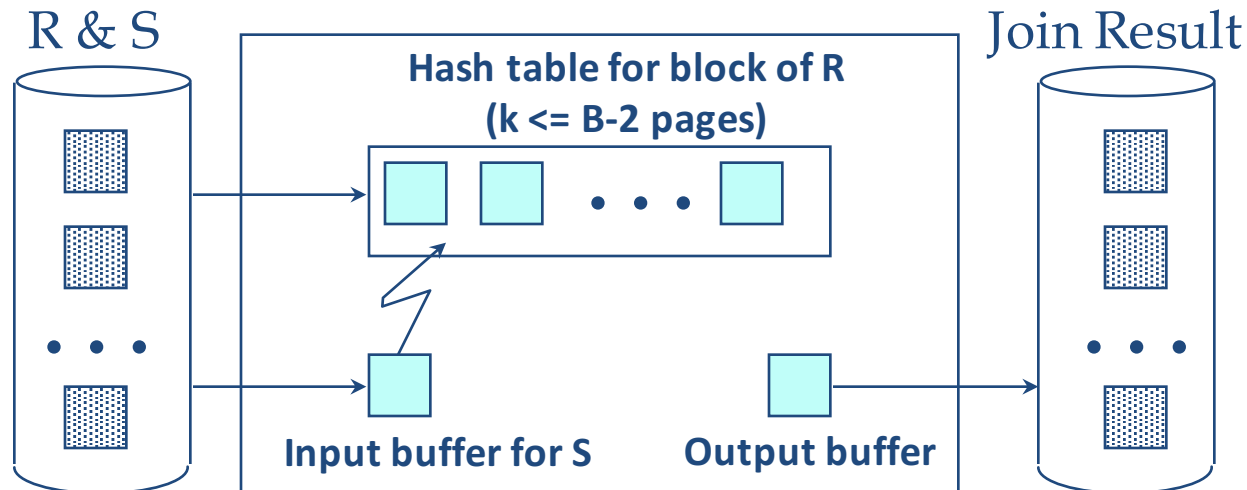 R & S
Join Result
Hash table for block of R
(k <= B-2 pages)
• • •
• • •
• • •
Input buffer for S
Output buffer